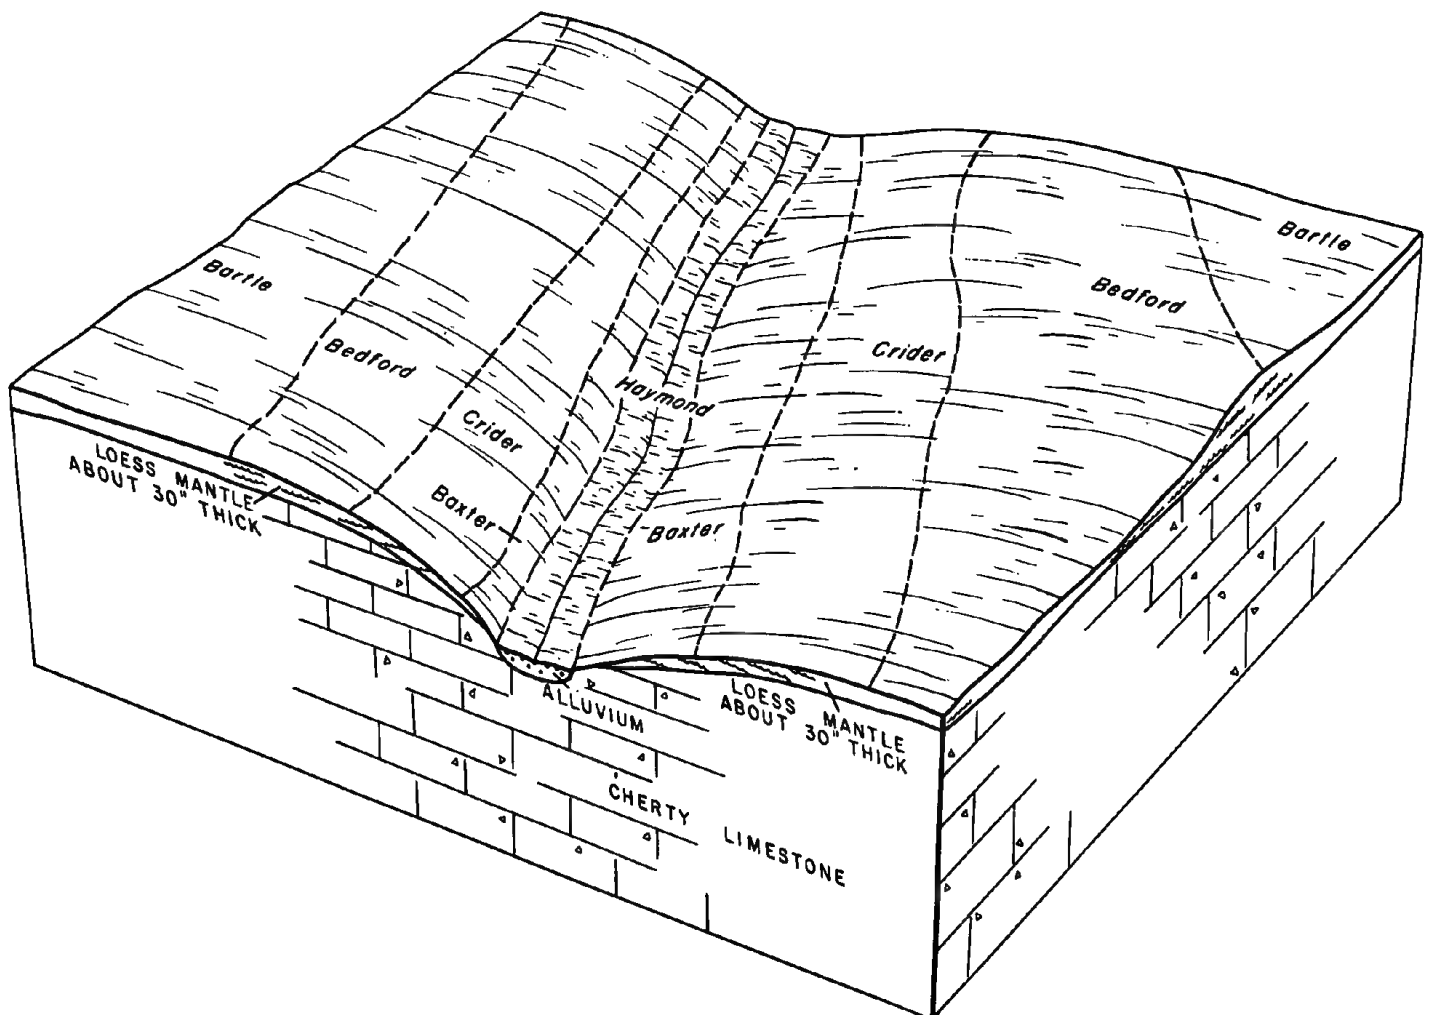 Bartle
Bartle
Bedford
Bedford
Crider
Crider
Haymond
Baxter
Baxter
LOESS MANTLE
ABOUT 30" THICK
LOESS MANTLE
ABOUT 30" THICK
ALLUVIUM
CHERTY LIMESTONE